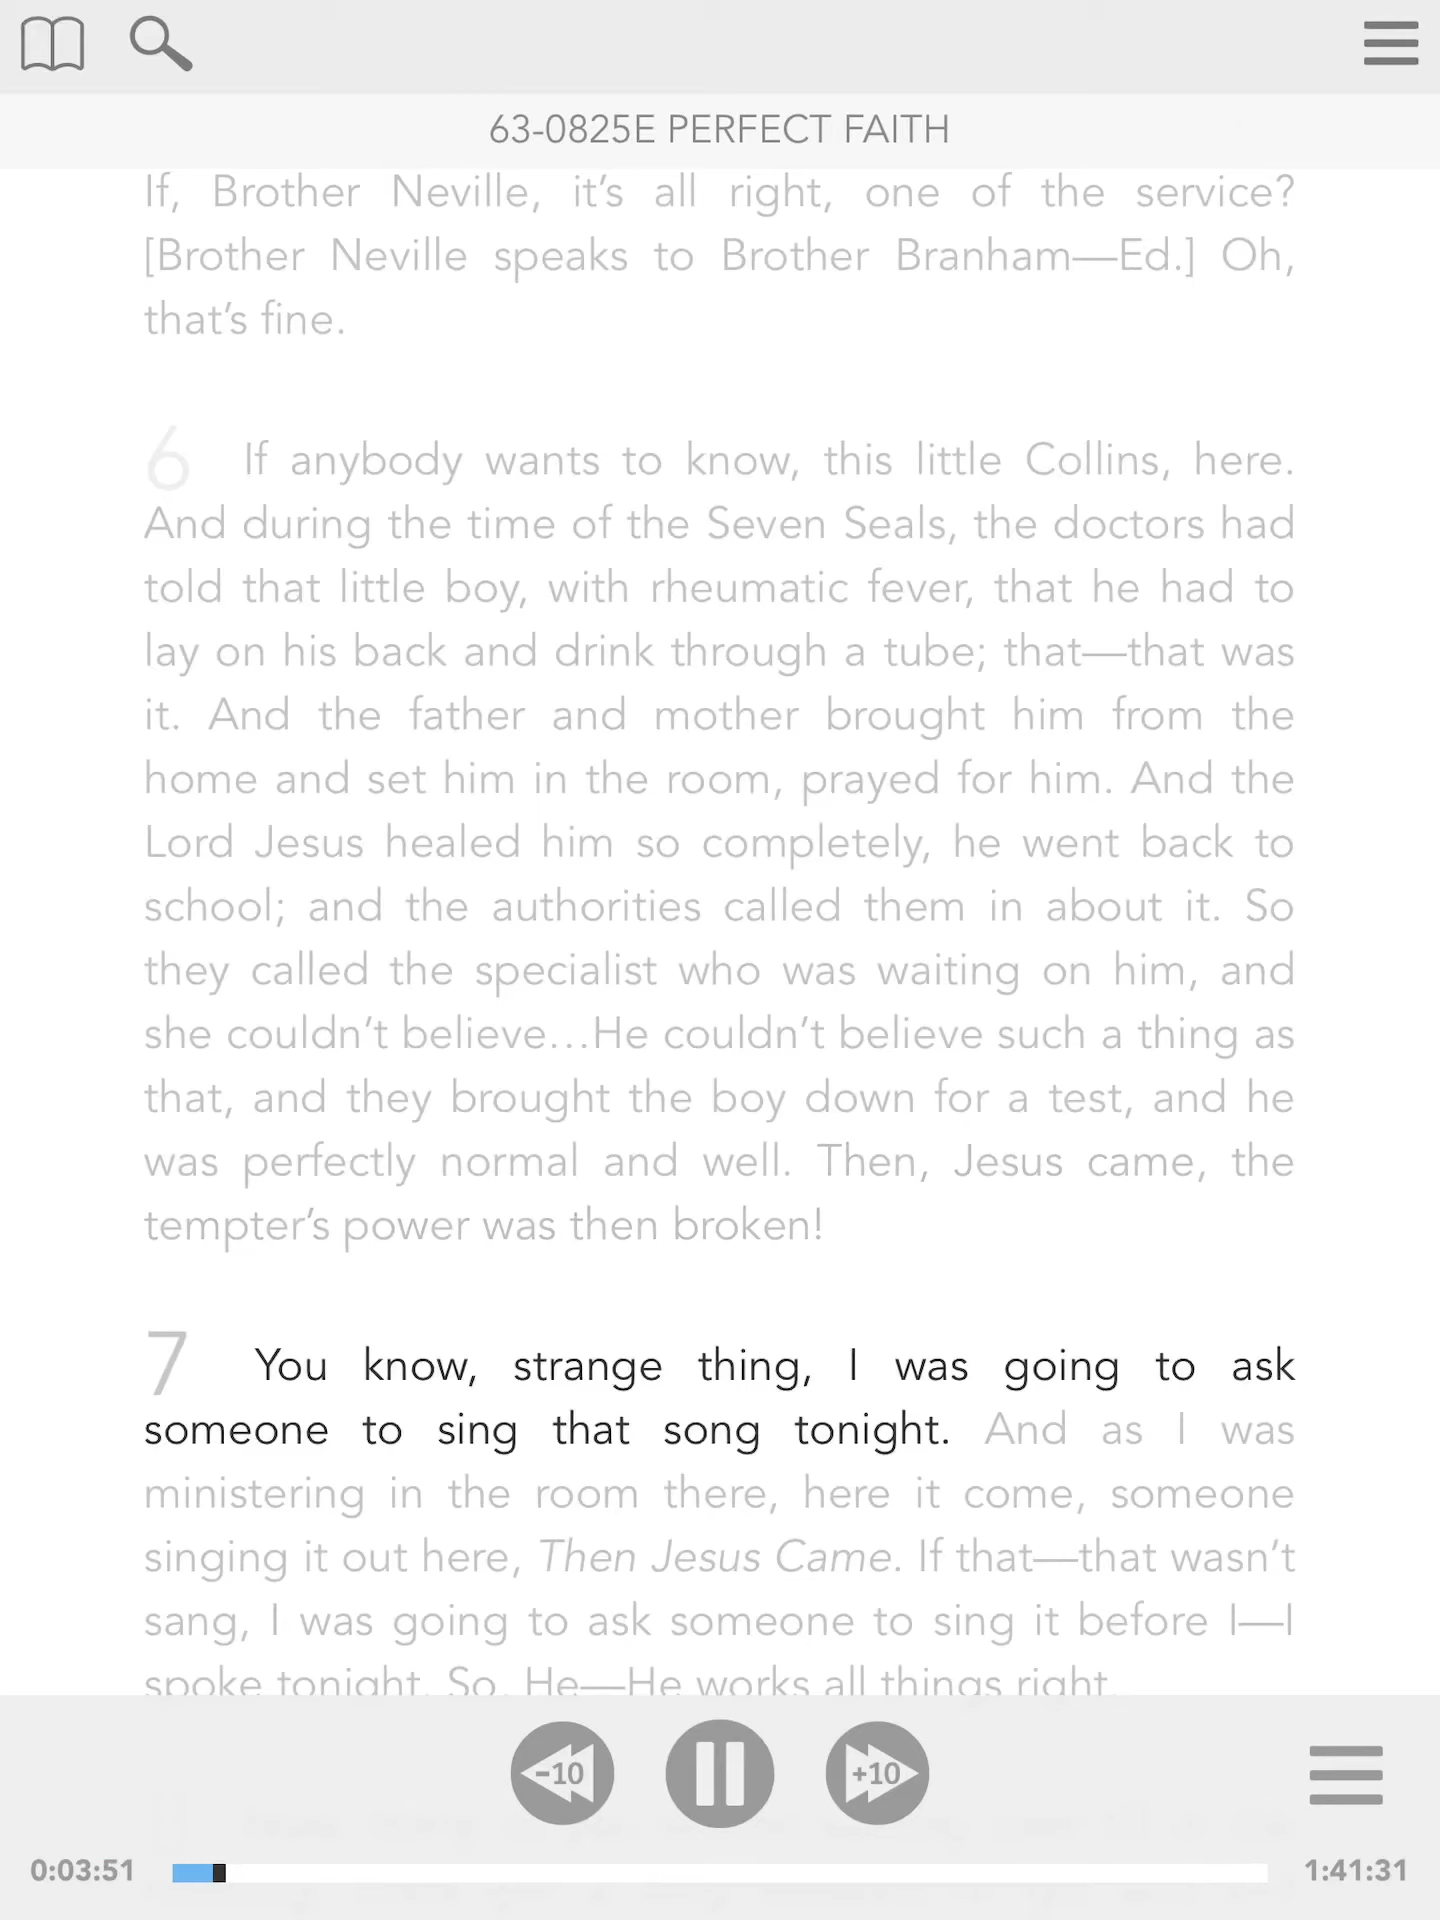 63-0825E PERFECT FAITH
If, Brother Neville, it’s all right, one of the service?
[Brother Neville speaks to Brother Branham—Ed.] Oh,
that’s fine.
6 If anybody wants to know, this little Collins, here.
And during the time of the Seven Seals, the doctors had
told that little boy, with rheumatic fever, that he had to
lay on his back and drink through a tube; that—that was
it. And the father and mother brought him from the
home and set him in the room, prayed for him. And the
Lord Jesus healed him so completely, he went back to
school; and the authorities called them in about it. So
they called the specialist who was waiting on him, and
she couldn’t believe…He couldn’t believe such a thing as
that, and they brought the boy down for a test, and he
was perfectly normal and well. Then, Jesus came, the
tempter’s power was then broken!
7 You know, strange thing, I was going to ask
someone to sing that song tonight. And as I was
ministering in the room there, here it come, someone
singing it out here, Then Jesus Came. If that—that wasn’t
sang, I was going to ask someone to sing it before I—I
spoke tonight. So, He—He works all things right.
-10 +10
0:03:51 1:41:31